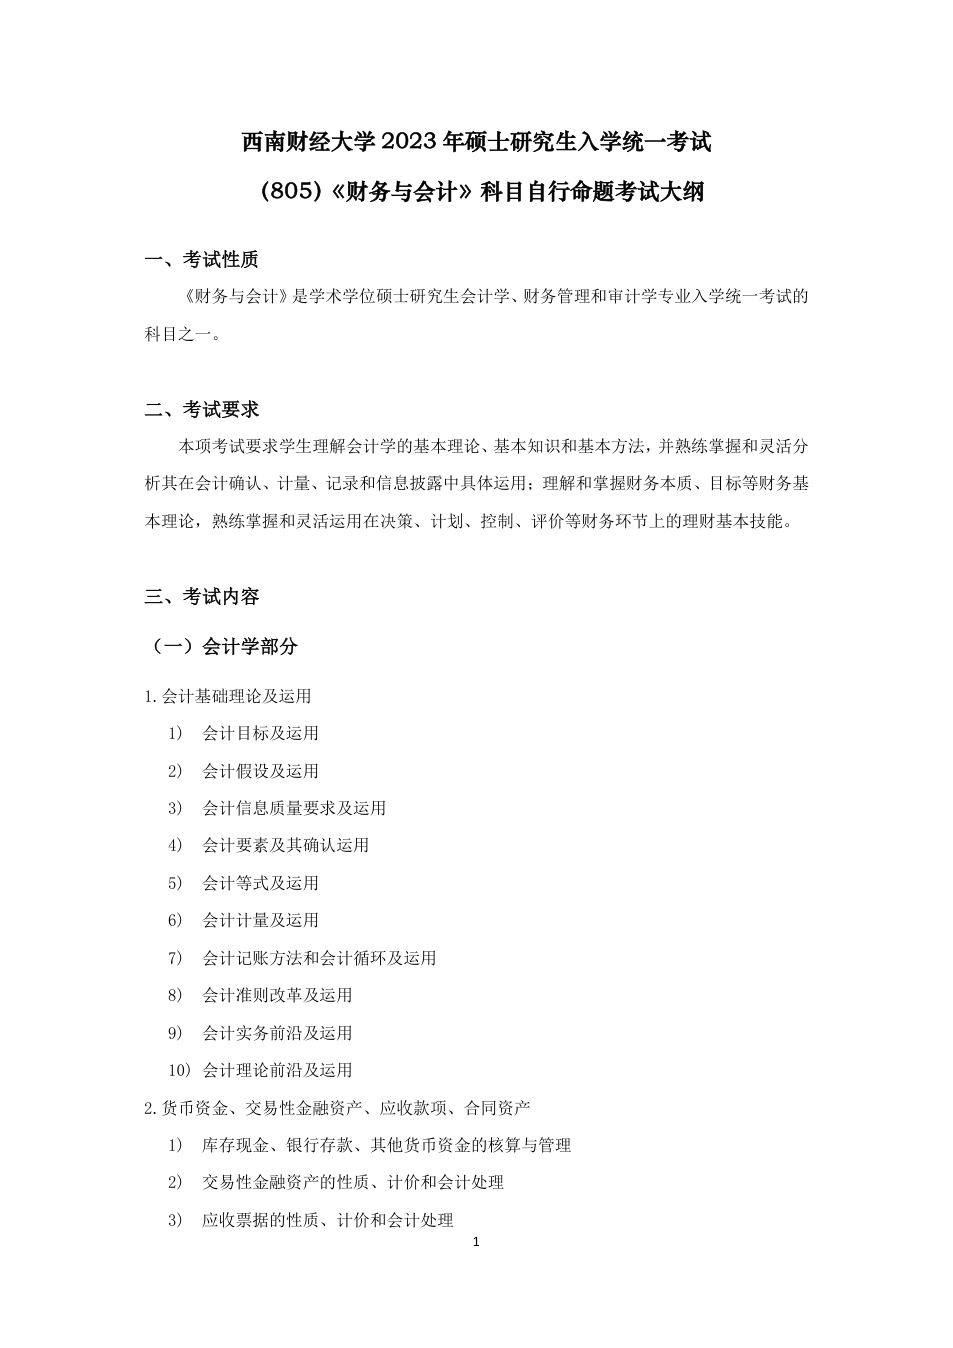 西南财经大学 2023 年硕士研究生入学统一考试
(805)《财务与会计》科目自行命题考试大纲
一、考试性质
《财务与会计》是学术学位硕士研究生会计学、财务管理和审计学专业入学统一考试的
科目之一。
二、考试要求
本项考试要求学生理解会计学的基本理论、基本知识和基本方法，并熟练掌握和灵活分
析其在会计确认、计量、记录和信息披露中具体运用；理解和掌握财务本质、目标等财务基
本理论，熟练掌握和灵活运用在决策、计划、控制、评价等财务环节上的理财基本技能。
三、考试内容
（一）会计学部分
1.会计基础理论及运用
1) 会计目标及运用
2) 会计假设及运用
3) 会计信息质量要求及运用
4) 会计要素及其确认运用
5) 会计等式及运用
6) 会计计量及运用
7) 会计记账方法和会计循环及运用
8) 会计准则改革及运用
9) 会计实务前沿及运用
10) 会计理论前沿及运用
2.货币资金、交易性金融资产、应收款项、合同资产
1) 库存现金、银行存款、其他货币资金的核算与管理
2) 交易性金融资产的性质、计价和会计处理
3) 应收票据的性质、计价和会计处理
1